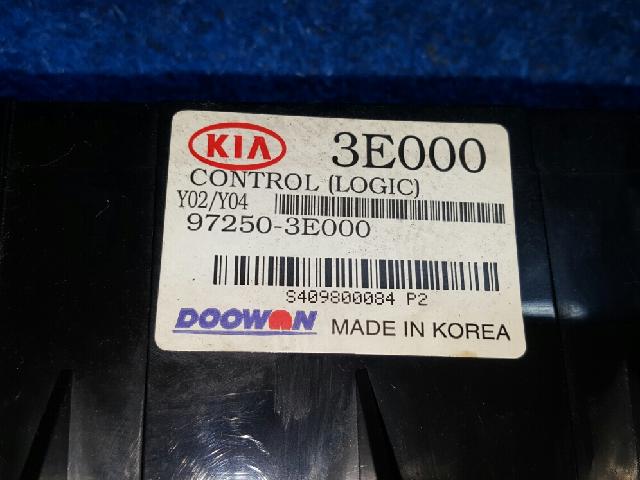 KIA 3E000
CONTROL (LOGIC)
Y02/Y04
97250-3E000
S409800084 P2
DOOWON MADE IN KOREA